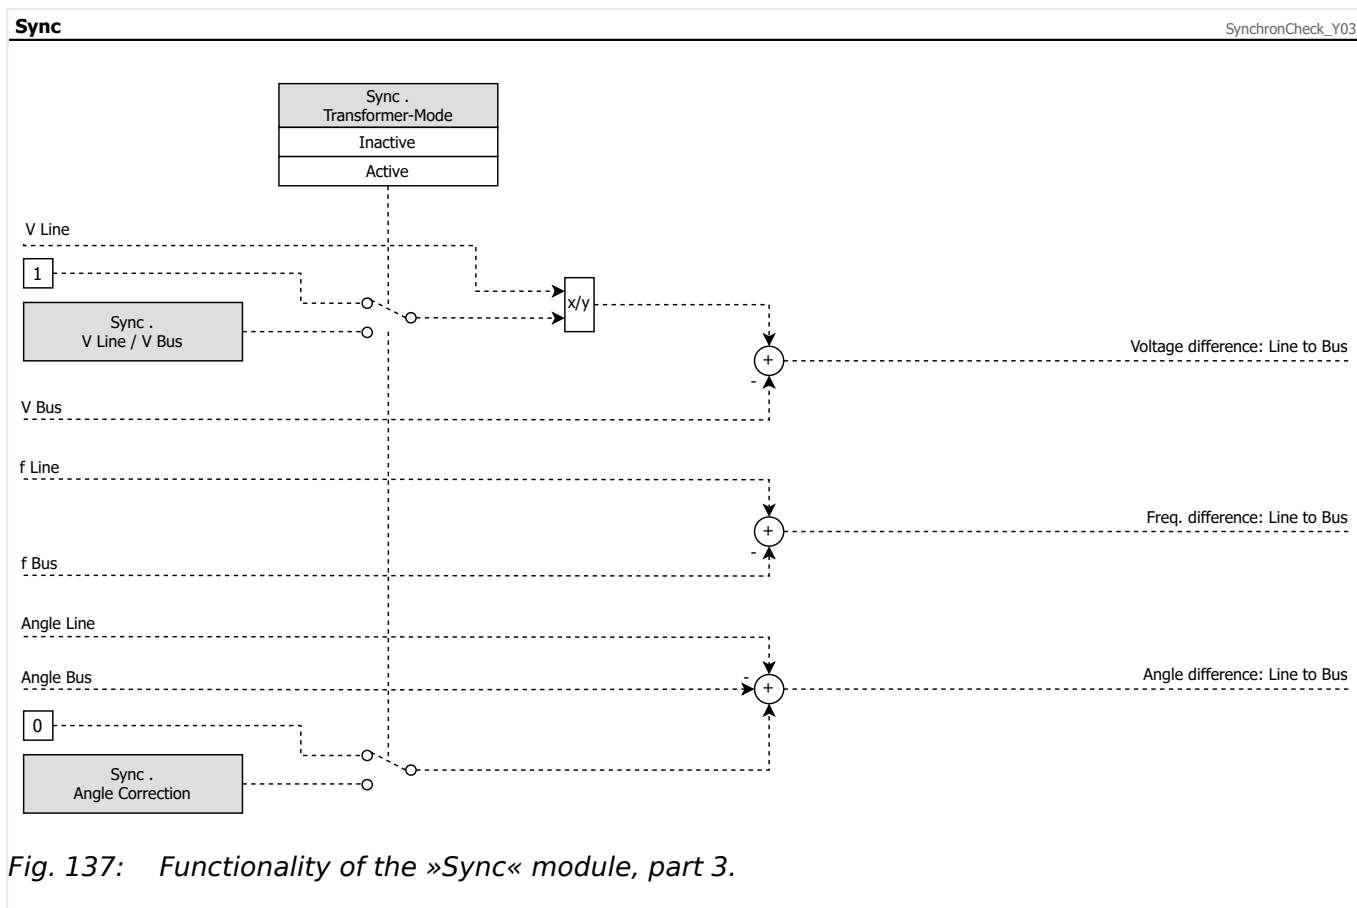 Sync
SynchronCheck_Y03
Sync .
Transformer-Mode
Inactive
Active
V Line
1
x/y
Sync .
V Line / V Bus
Voltage difference: Line to Bus
+
-
V Bus
f Line
Freq. difference: Line to Bus
+
-
f Bus
Angle Line
Angle Bus
-
+
Angle difference: Line to Bus
0
Sync .
Angle Correction
Fig. 137: Functionality of the »Sync« module, part 3.